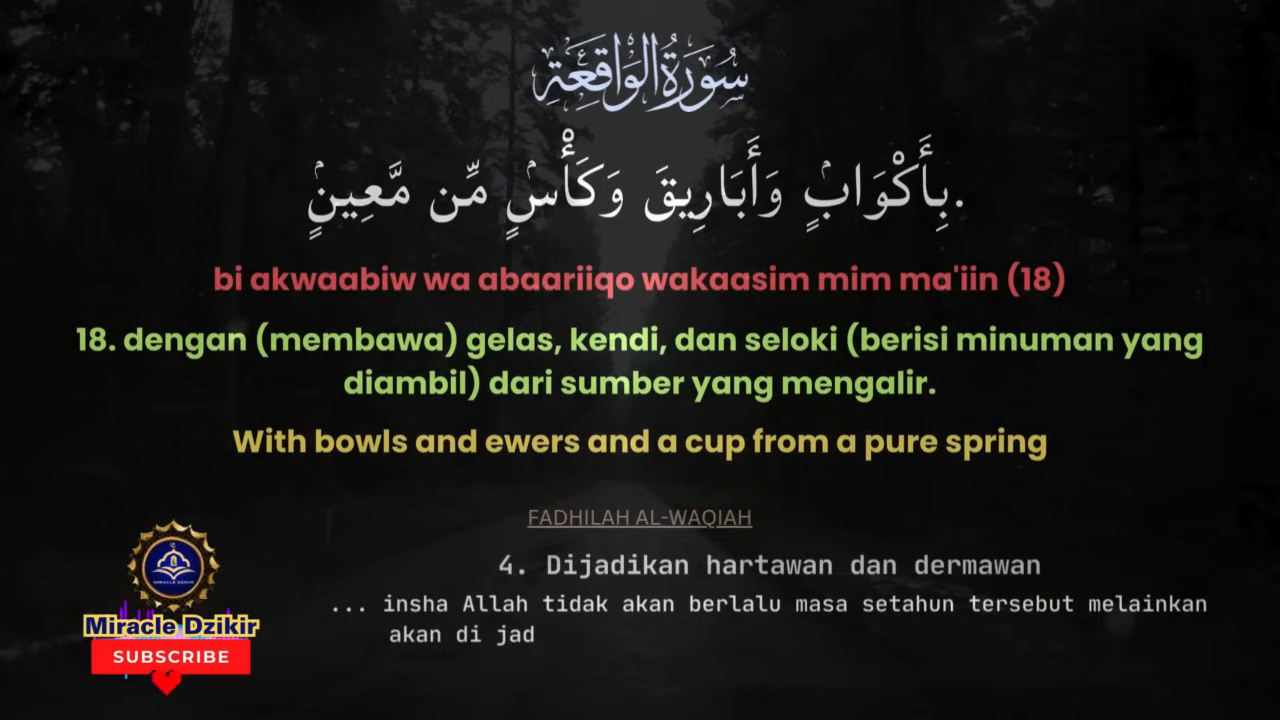 سُورَةُ الْوَاقِعَةِ
بِأَكْوَابٍۢ وَأَبَارِيقَ وَكَأْسٍۢ مِّن مَّعِينٍۢ.
bi akwaabiw wa abaariiqo wakaasim mim ma'iin (18)
18. dengan (membawa) gelas, kendi, dan seloki (berisi minuman yang
diambil) dari sumber yang mengalir.
With bowls and ewers and a cup from a pure spring
FADHILAH AL-WAQIAH
4. Dijadikan hartawan dan dermawan
... insha Allah tidak akan berlalu masa setahun tersebut melainkan
akan di jad
MIRACLE DZIKIR
Miracle Dzikir
SUBSCRIBE